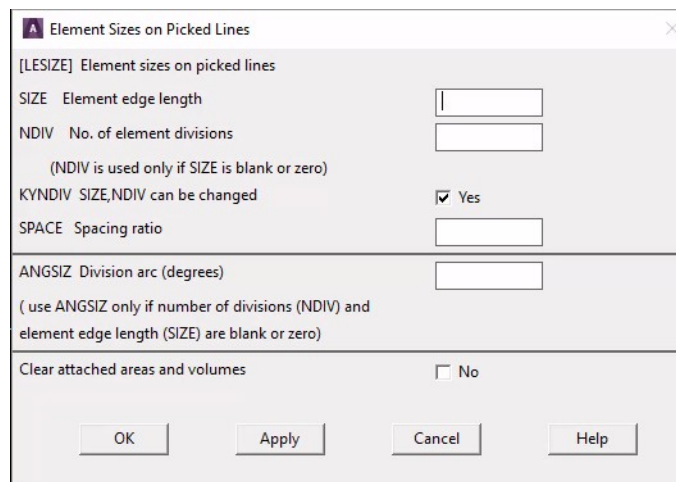 Element Sizes on Picked Lines
[LESIZE] Element sizes on picked lines
SIZE Element edge length
NDIV No. of element divisions
(NDIV is used only if SIZE is blank or zero)
KYNDIV SIZE,NDIV can be changed Yes
SPACE Spacing ratio
ANGSIZ Division arc (degrees)
( use ANGSIZ only if number of divisions (NDIV) and
element edge length (SIZE) are blank or zero)
Clear attached areas and volumes No
OK Apply Cancel Help